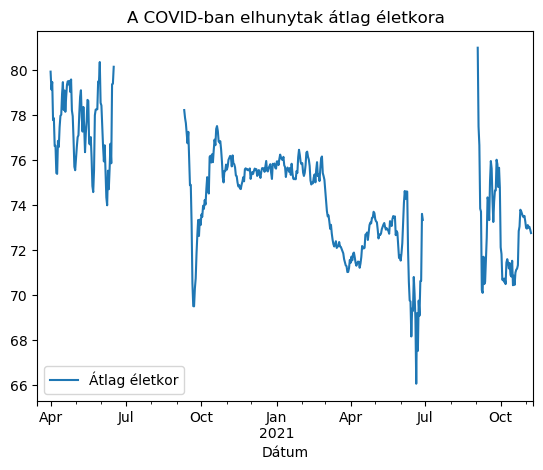 A COVID-ban elhunytak átlag életkora
80
78
76
74
72
70
68
66
Átlag életkor
Apr Jul Oct Jan Apr Jul Oct
2021
Dátum